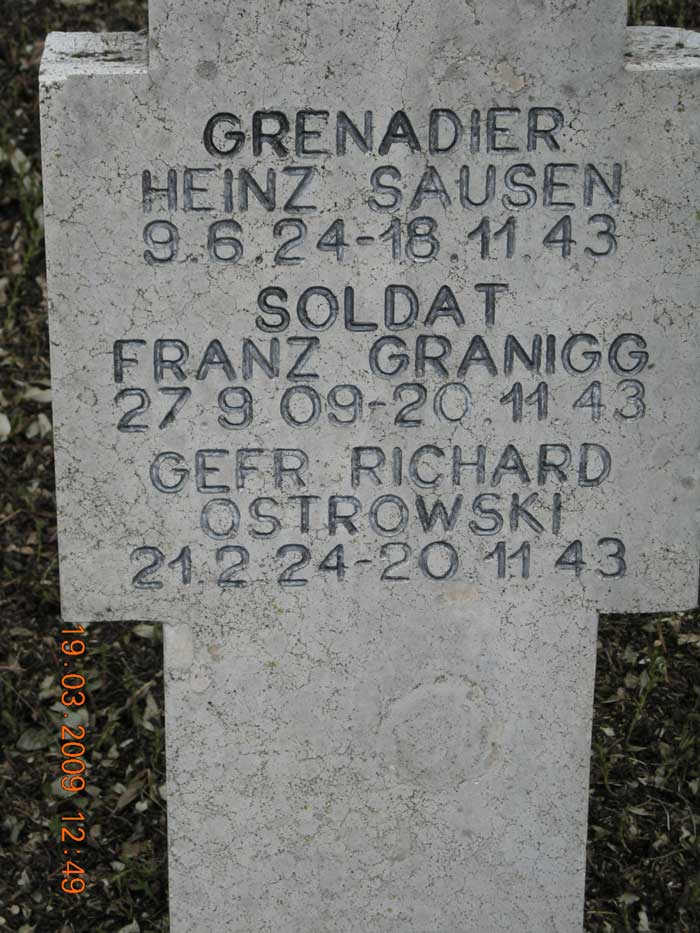 GRENADIER
HEINZ SAUSEN
9.6.24-18.11.43
SOLDAT
FRANZ GRANIGG
27.9.09-20.11.43
GEFR RICHARD
OSTROWSKI
21.2.24-20.11.43
19.03.2009 12:49